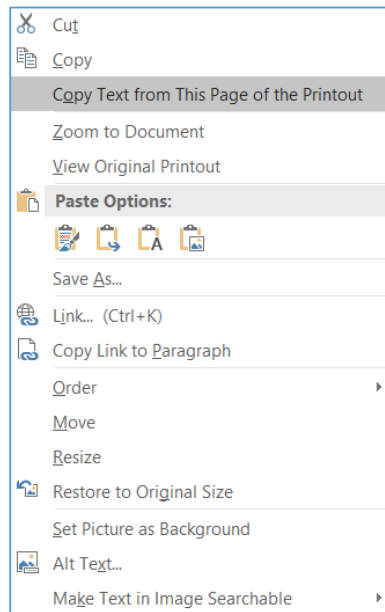 Cut
Copy
Copy Text from This Page of the Printout
Zoom to Document
View Original Printout
Paste Options:
A
Save As...
Link... (Ctrl+K)
Copy Link to Paragraph
Order
Move
Resize
Restore to Original Size
Set Picture as Background
Alt Text...
Make Text in Image Searchable